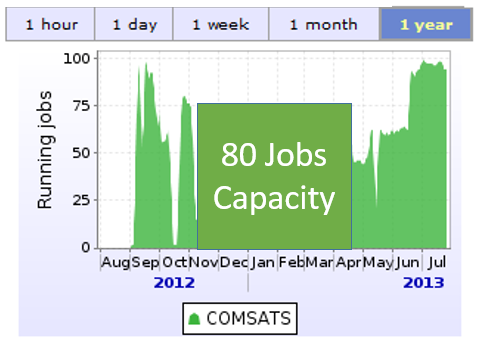 1 hour 1 day 1 week 1 month 1 year
Running jobs
100
75
50
25
0
80 Jobs
Capacity
Aug Sep Oct Nov Dec Jan Feb Mar Apr May Jun Jul
2012 2013
COMSATS